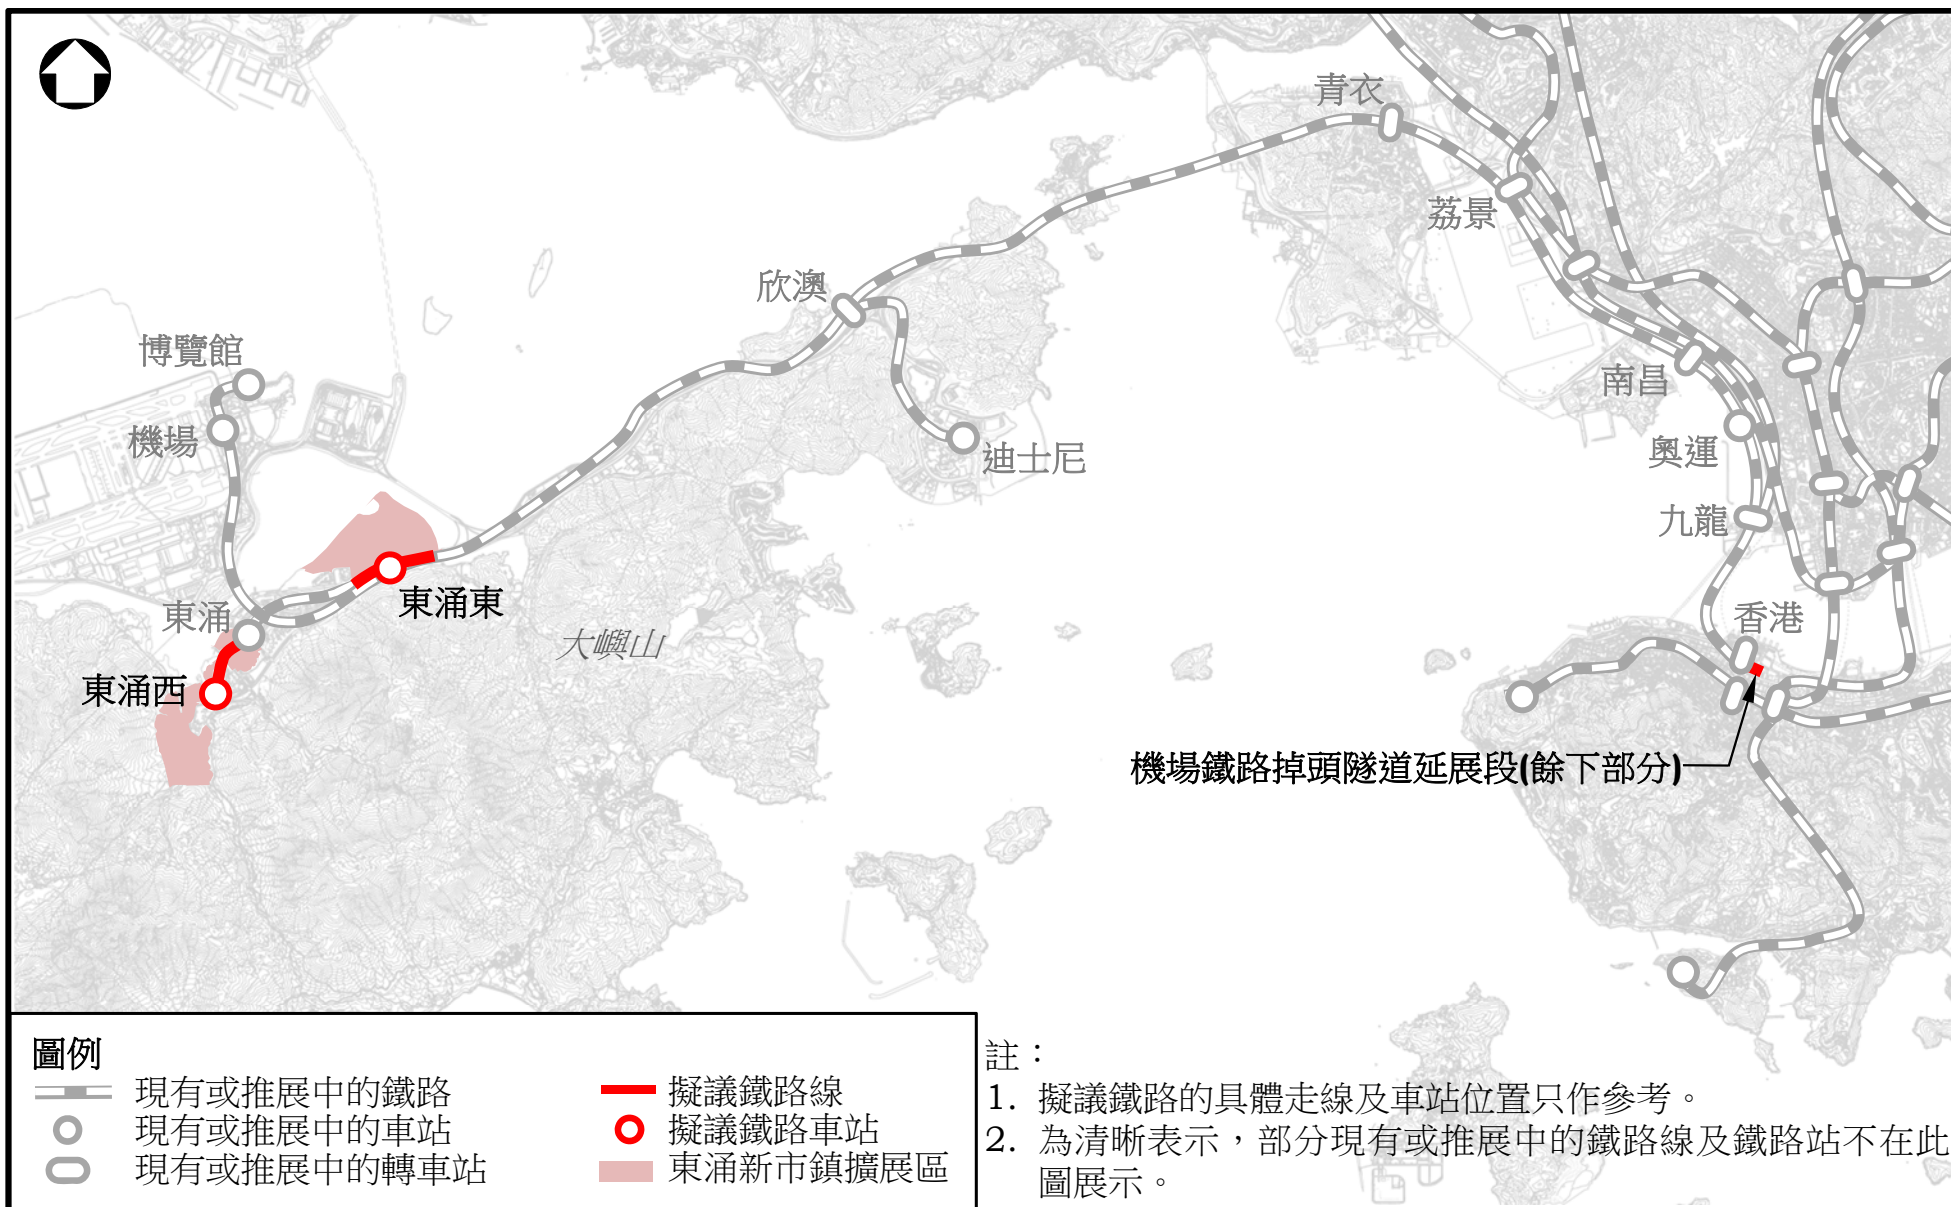 青衣
荔景
欣澳
博覽館
南昌
機場
迪士尼
奧運
九龍
東涌東
東涌
香港
大嶼山
東涌西
機場鐵路掉頭隧道延展段(餘下部分)
圖例
現有或推展中的鐵路
現有或推展中的車站
現有或推展中的轉車站
擬議鐵路線
擬議鐵路車站
東涌新市鎮擴展區
註：
1. 擬議鐵路的具體走線及車站位置只作參考。
2. 為清晰表示，部分現有或推展中的鐵路線及鐵路站不在此
圖展示。